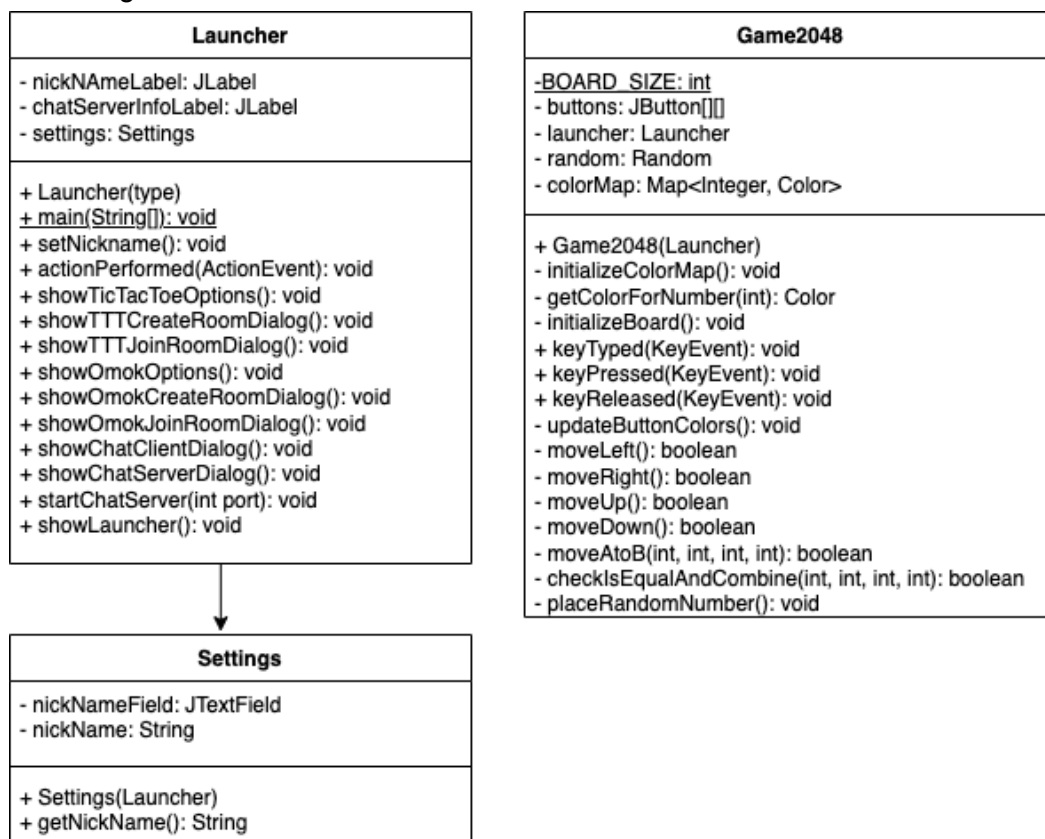 Launcher
- nickNAmeLabel: JLabel
- chatServerInfoLabel: JLabel
- settings: Settings
+ Launcher(type)
+ main(String[]): void
+ setNickname(): void
+ actionPerformed(ActionEvent): void
+ showTicTacToeOptions(): void
+ showTTTCreateRoomDialog(): void
+ showTTTJoinRoomDialog(): void
+ showOmokOptions(): void
+ showOmokCreateRoomDialog(): void
+ showOmokJoinRoomDialog(): void
+ showChatClientDialog(): void
+ showChatServerDialog(): void
+ startChatServer(int port): void
+ showLauncher(): void
Settings
- nickNameField: JTextField
- nickName: String
+ Settings(Launcher)
+ getNickName(): String
Game2048
-BOARD_SIZE: int
- buttons: JButton[][]
- launcher: Launcher
- random: Random
- colorMap: Map<Integer, Color>
+ Game2048(Launcher)
- initializeColorMap(): void
- getColorForNumber(int): Color
- initializeBoard(): void
+ keyTyped(KeyEvent): void
+ keyPressed(KeyEvent): void
+ keyReleased(KeyEvent): void
- updateButtonColors(): void
- moveLeft(): boolean
- moveRight(): boolean
- moveUp(): boolean
- moveDown(): boolean
- moveAtoB(int, int, int, int): boolean
- checkIsEqualAndCombine(int, int, int, int): boolean
- placeRandomNumber(): void